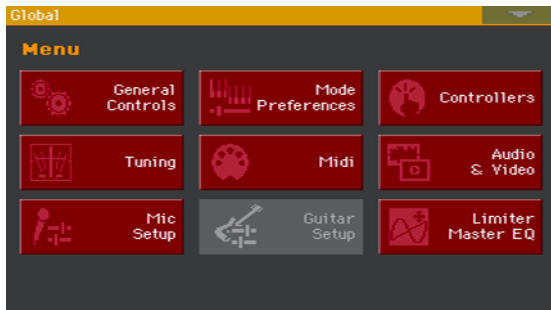 Global
Menu
General
Controls
Mode
Preferences
Controllers
Tuning
Midi
Audio
& Video
Mic
Setup
Guitar
Setup
Limiter
Master EQ